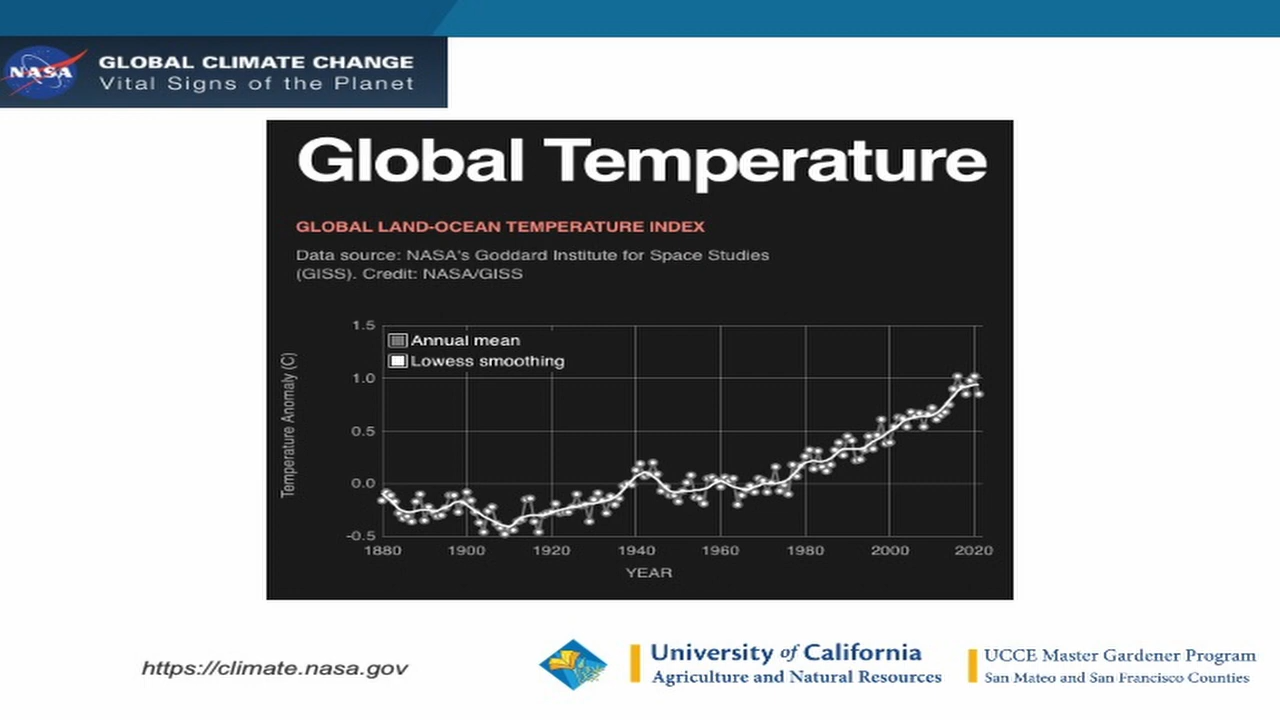 NASA
GLOBAL CLIMATE CHANGE
Vital Signs of the Planet
Global Temperature
GLOBAL LAND-OCEAN TEMPERATURE INDEX
Data source: NASA's Goddard Institute for Space Studies
(GISS). Credit: NASA/GISS
Temperature Anomaly (C)
1.5
1.0
0.5
0.0
-0.5
Annual mean
Lowess smoothing
1880 1900 1920 1940 1960 1980 2000 2020
YEAR
https://climate.nasa.gov
University of California
Agriculture and Natural Resources
UCCE Master Gardener Program
San Mateo and San Francisco Counties